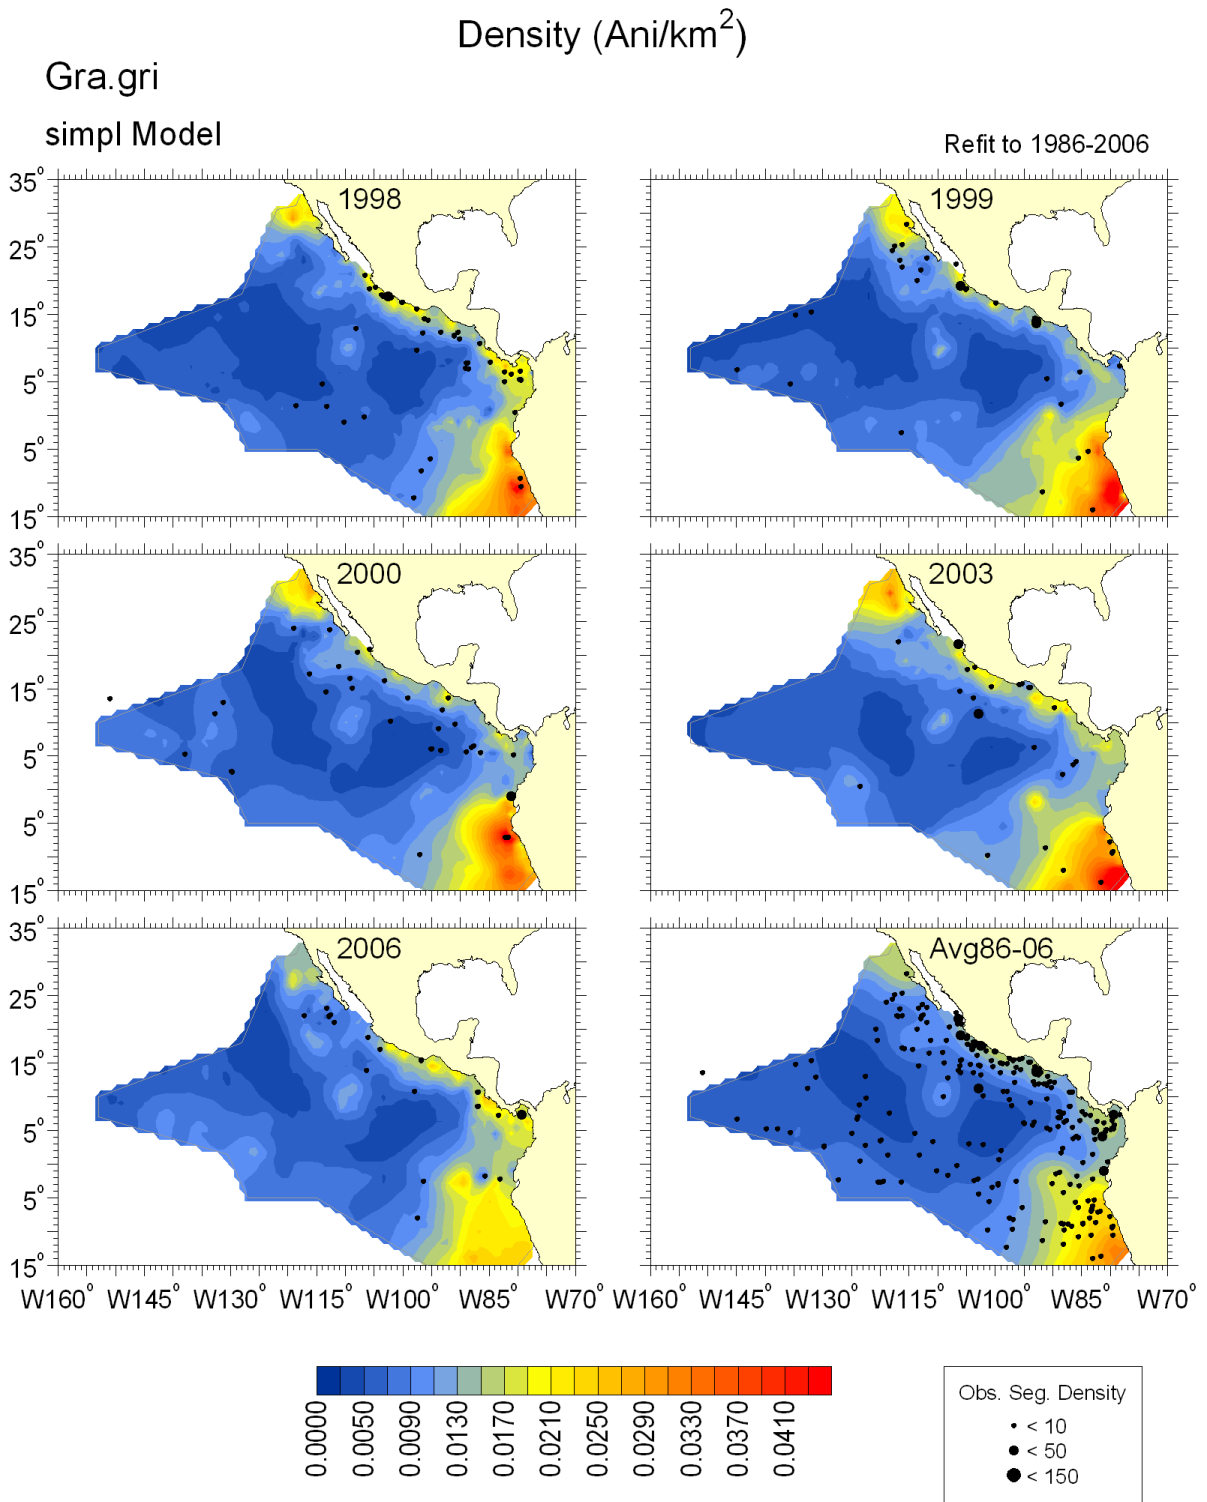 Density (Ani/km²)
Gra.gri
simpl Model
Refit to 1986-2006
35° 1998 1999
25°
15°
5°
5°
15°
35° 2000 2003
25°
15°
5°
5°
15°
35° 2006 Avg86-06
25°
15°
5°
5°
15°
W160° W145° W130° W115° W100° W85° W70° W160° W145° W130° W115° W100° W85° W70°
0.0000 0.0050 0.0090 0.0130 0.0170 0.0210 0.0250 0.0290 0.0330 0.0370 0.0410
Obs. Seg. Density
< 10
< 50
< 150